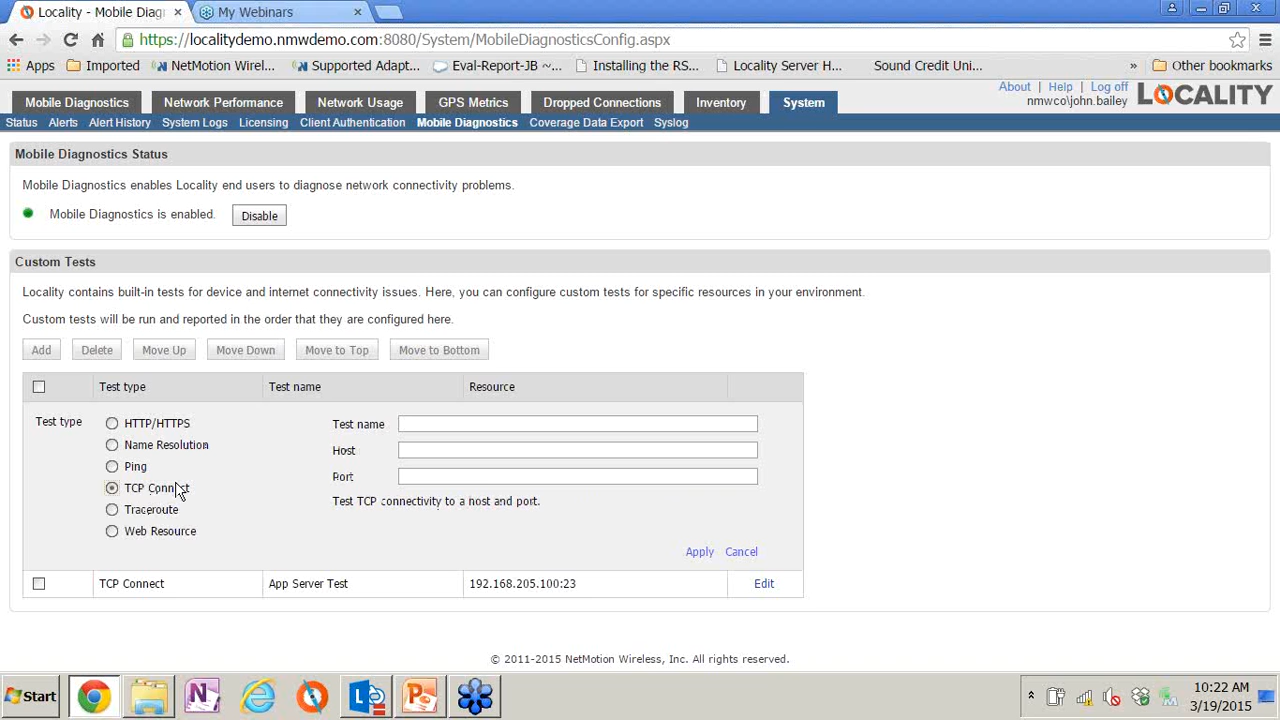 Locality - Mobile Diag
My Webinars
https://localitydemo.nmwdemo.com:8080/System/MobileDiagnosticsConfig.aspx
Apps Imported NetMotion Wirel... Supported Adapt... Eval-Report-JB ~... Installing the RS... Locality Server H... Sound Credit Uni... » Other bookmarks
About | Help | Log off
nmwco\john.bailey
LOCALITY
Mobile Diagnostics Network Performance Network Usage GPS Metrics Dropped Connections Inventory System
Status Alerts Alert History System Logs Licensing Client Authentication Mobile Diagnostics Coverage Data Export Syslog
Mobile Diagnostics Status
Mobile Diagnostics enables Locality end users to diagnose network connectivity problems.
Mobile Diagnostics is enabled. Disable
Custom Tests
Locality contains built-in tests for device and internet connectivity issues. Here, you can configure custom tests for specific resources in your environment.
Custom tests will be run and reported in the order that they are configured here.
Add Delete Move Up Move Down Move to Top Move to Bottom
Test type Test name Resource
Test type
HTTP/HTTPS
Name Resolution
Ping
TCP Connect
Traceroute
Web Resource
Test name
Host
Port
Test TCP connectivity to a host and port.
Apply Cancel
TCP Connect App Server Test 192.168.205.100:23 Edit
© 2011-2015 NetMotion Wireless, Inc. All rights reserved.
Start
10:22 AM
3/19/2015